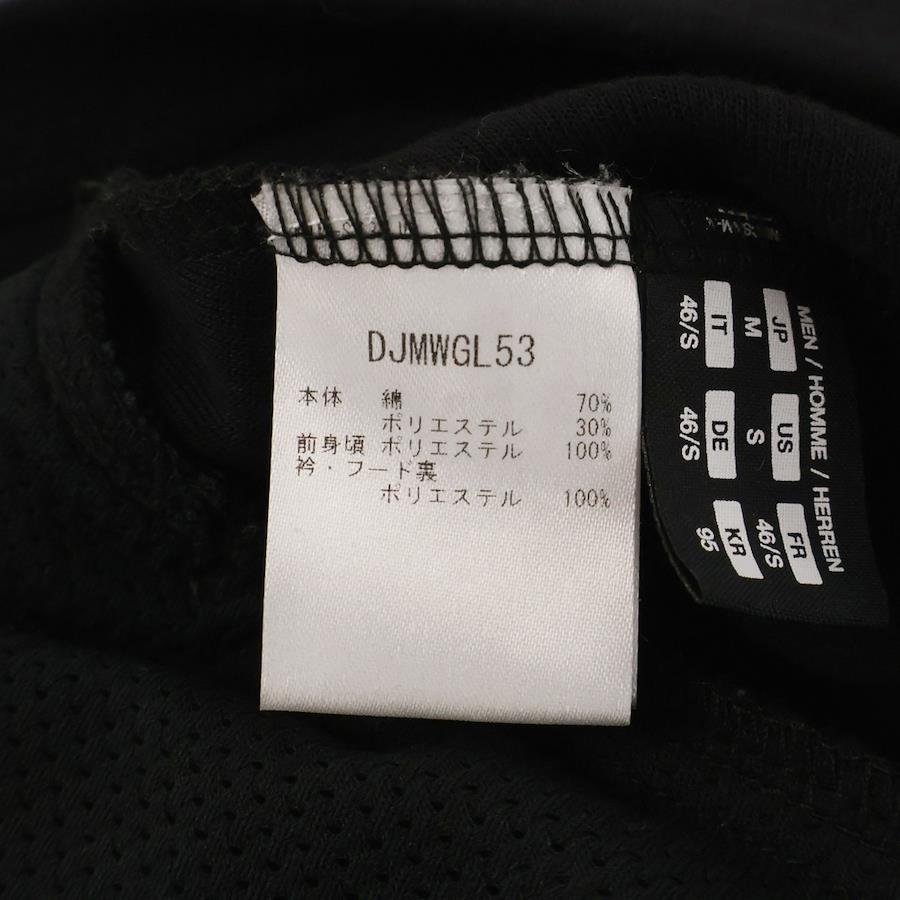 DJMWGL53
本体 綿 70%
ポリエステル 30%
前身頃 ポリエステル 100%
衿・フード裏
ポリエステル 100%
MEN / HOMME / HERREN
JP US FR
M S 46/S
IT DE KR
46/S 46/S 95